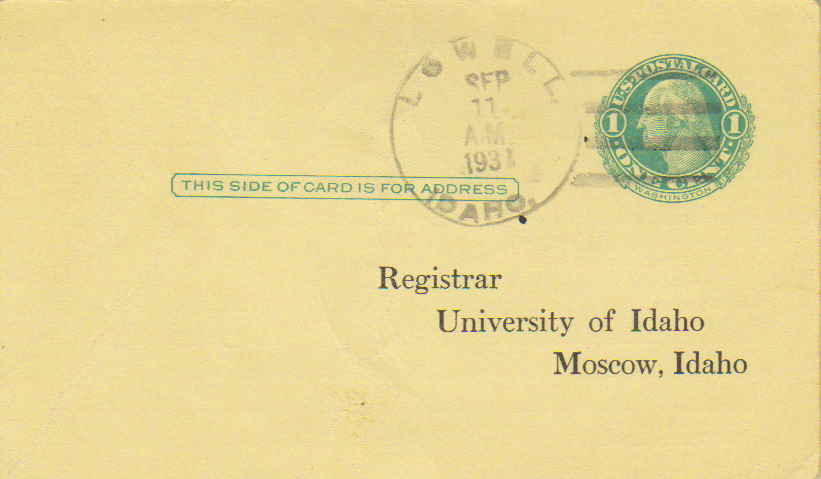 LOWELL
SEP
11
A.M.
1931
IDAHO.
U.S. POSTAL CARD
1 1
ONE CENT
WASHINGTON
THIS SIDE OF CARD IS FOR ADDRESS
Registrar
University of Idaho
Moscow, Idaho